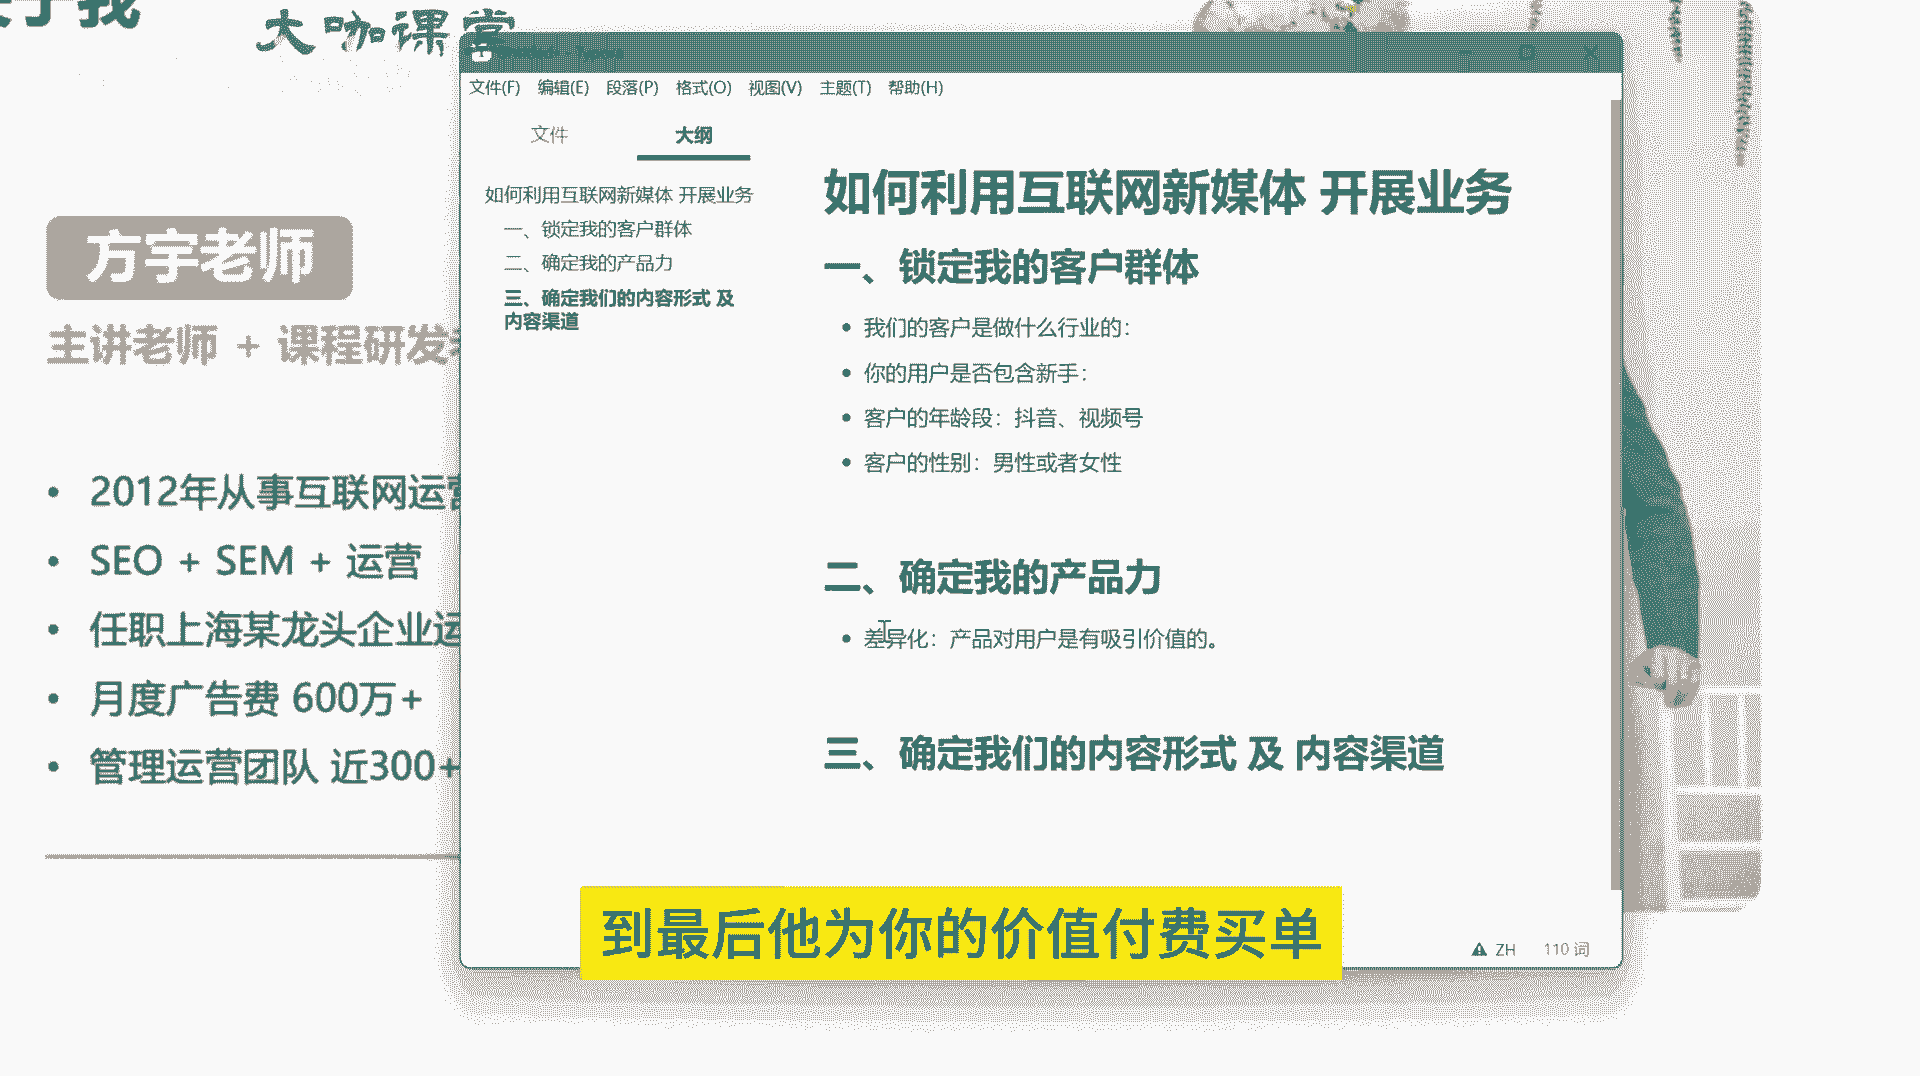 大咖课堂
方宇老师
主讲老师 + 课程研发
• 2012年从事互联网运营
• SEO + SEM + 运营
• 任职上海某龙头企业运
• 月度广告费 600万+
• 管理运营团队 近300+
文件(F) 编辑(E) 段落(P) 格式(O) 视图(V) 主题(T) 帮助(H)
文件 大纲
如何利用互联网新媒体 开展业务
一、锁定我的客户群体
二、确定我的产品力
三、确定我们的内容形式 及
内容渠道
如何利用互联网新媒体 开展业务
一、锁定我的客户群体
• 我们的客户是做什么行业的：
• 你的用户是否包含新手：
• 客户的年龄段：抖音、视频号
• 客户的性别：男性或者女性
二、确定我的产品力
• 差异化：产品对用户是有吸引价值的。
三、确定我们的内容形式 及 内容渠道
到最后他为你的价值付费买单
ZH 110 词